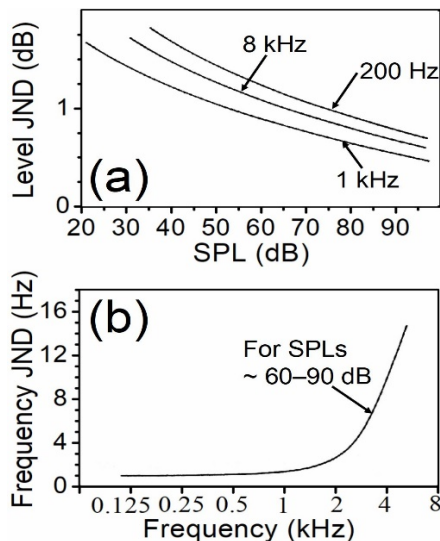 Level JND (dB)
1
0
(a)
8 kHz
200 Hz
1 kHz
20 30 40 50 60 70 80 90 100
SPL (dB)
Frequency JND (Hz)
16
12
8
4
0
(b)
For SPLs
~ 60–90 dB
0.125 0.25 0.5 1 2 4 8
Frequency (kHz)